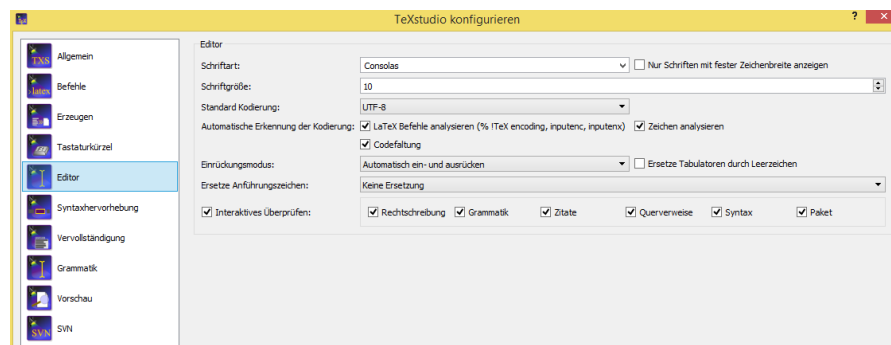 TeXstudio konfigurieren
?
Allgemein
Befehle
Erzeugen
Tastaturkürzel
Editor
Syntaxhervorhebung
Vervollständigung
Grammatik
Vorschau
SVN
Editor
Schriftart: Consolas Nur Schriften mit fester Zeichenbreite anzeigen
Schriftgröße: 10
Standard Kodierung: UTF-8
Automatische Erkennung der Kodierung: LaTeX Befehle analysieren (% !TeX encoding, inputenc, inputenx) Zeichen analysieren
Codefaltung
Einrückungsmodus: Automatisch ein- und ausrücken Ersetze Tabulatoren durch Leerzeichen
Ersetze Anführungszeichen: Keine Ersetzung
Interaktives Überprüfen: Rechtschreibung Grammatik Zitate Querverweise Syntax Paket